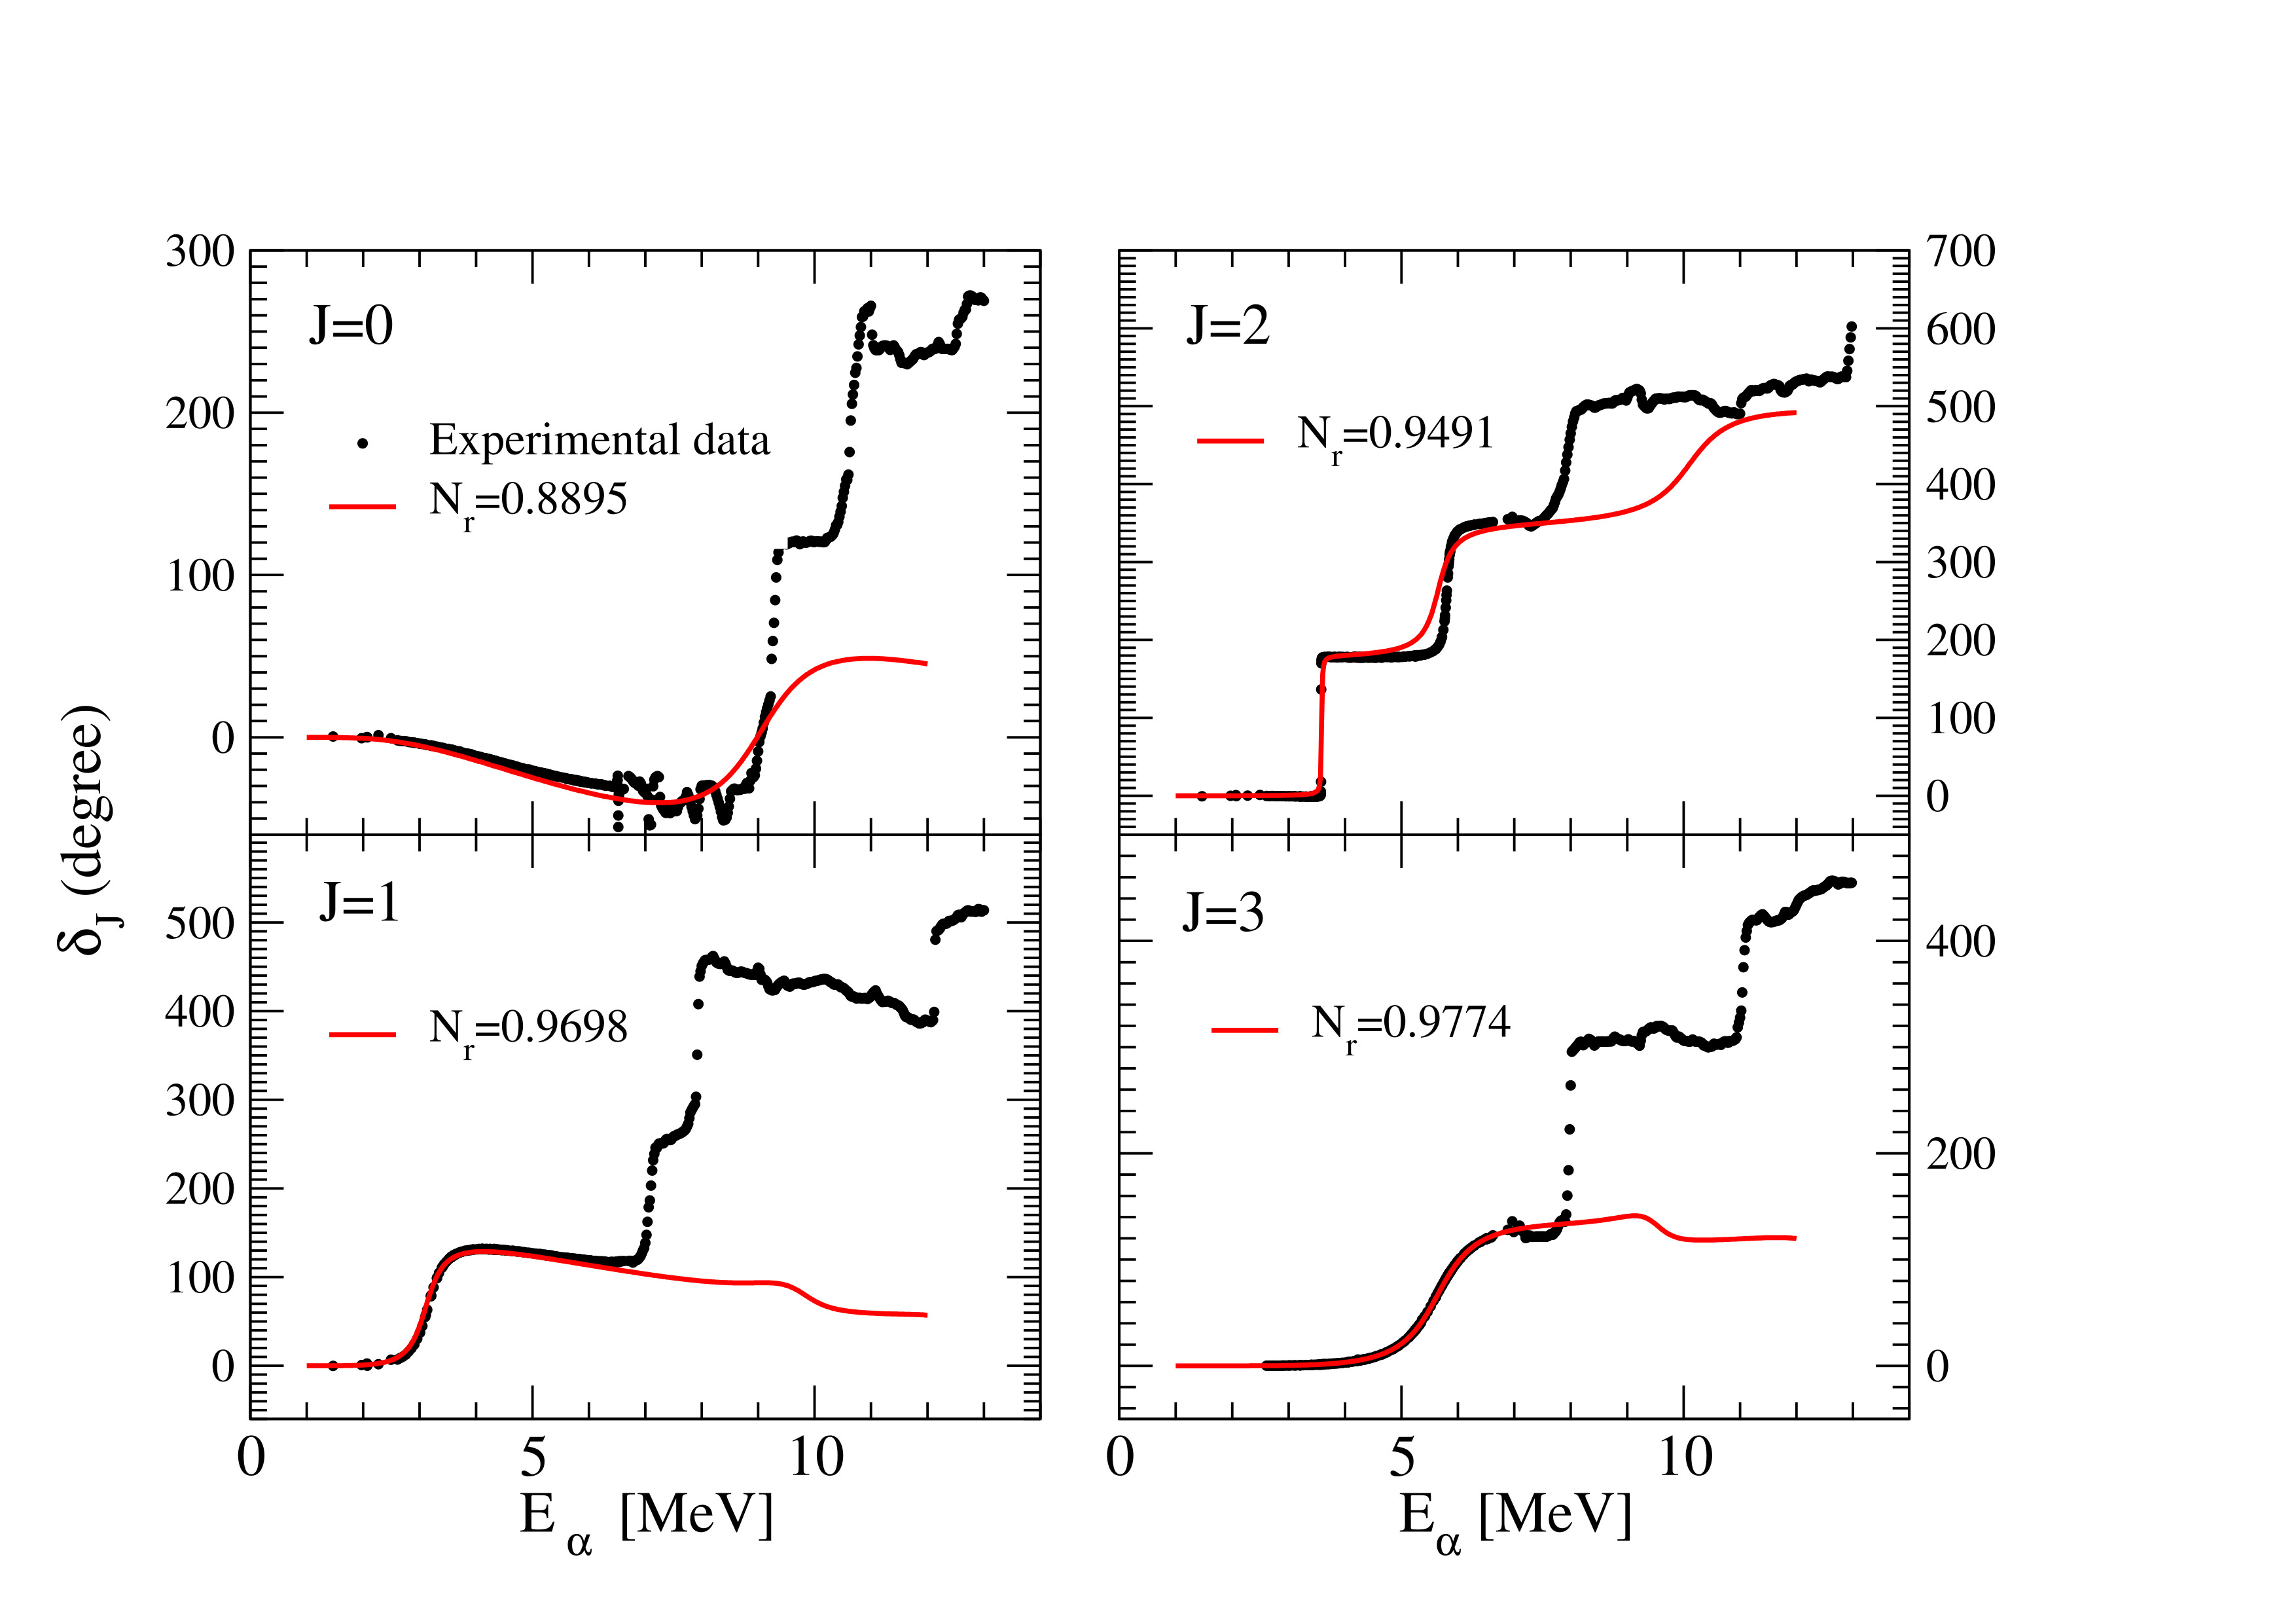 300
200
100
0
J=0
Experimental data
N_r=0.8895
J=2
N_r=0.9491
700
600
500
400
300
200
100
0
δ_J (degree)
500
400
300
200
100
0
J=1
N_r=0.9698
J=3
N_r=0.9774
400
200
0
0 5 10
E_α [MeV]
0 5 10
E_α [MeV]